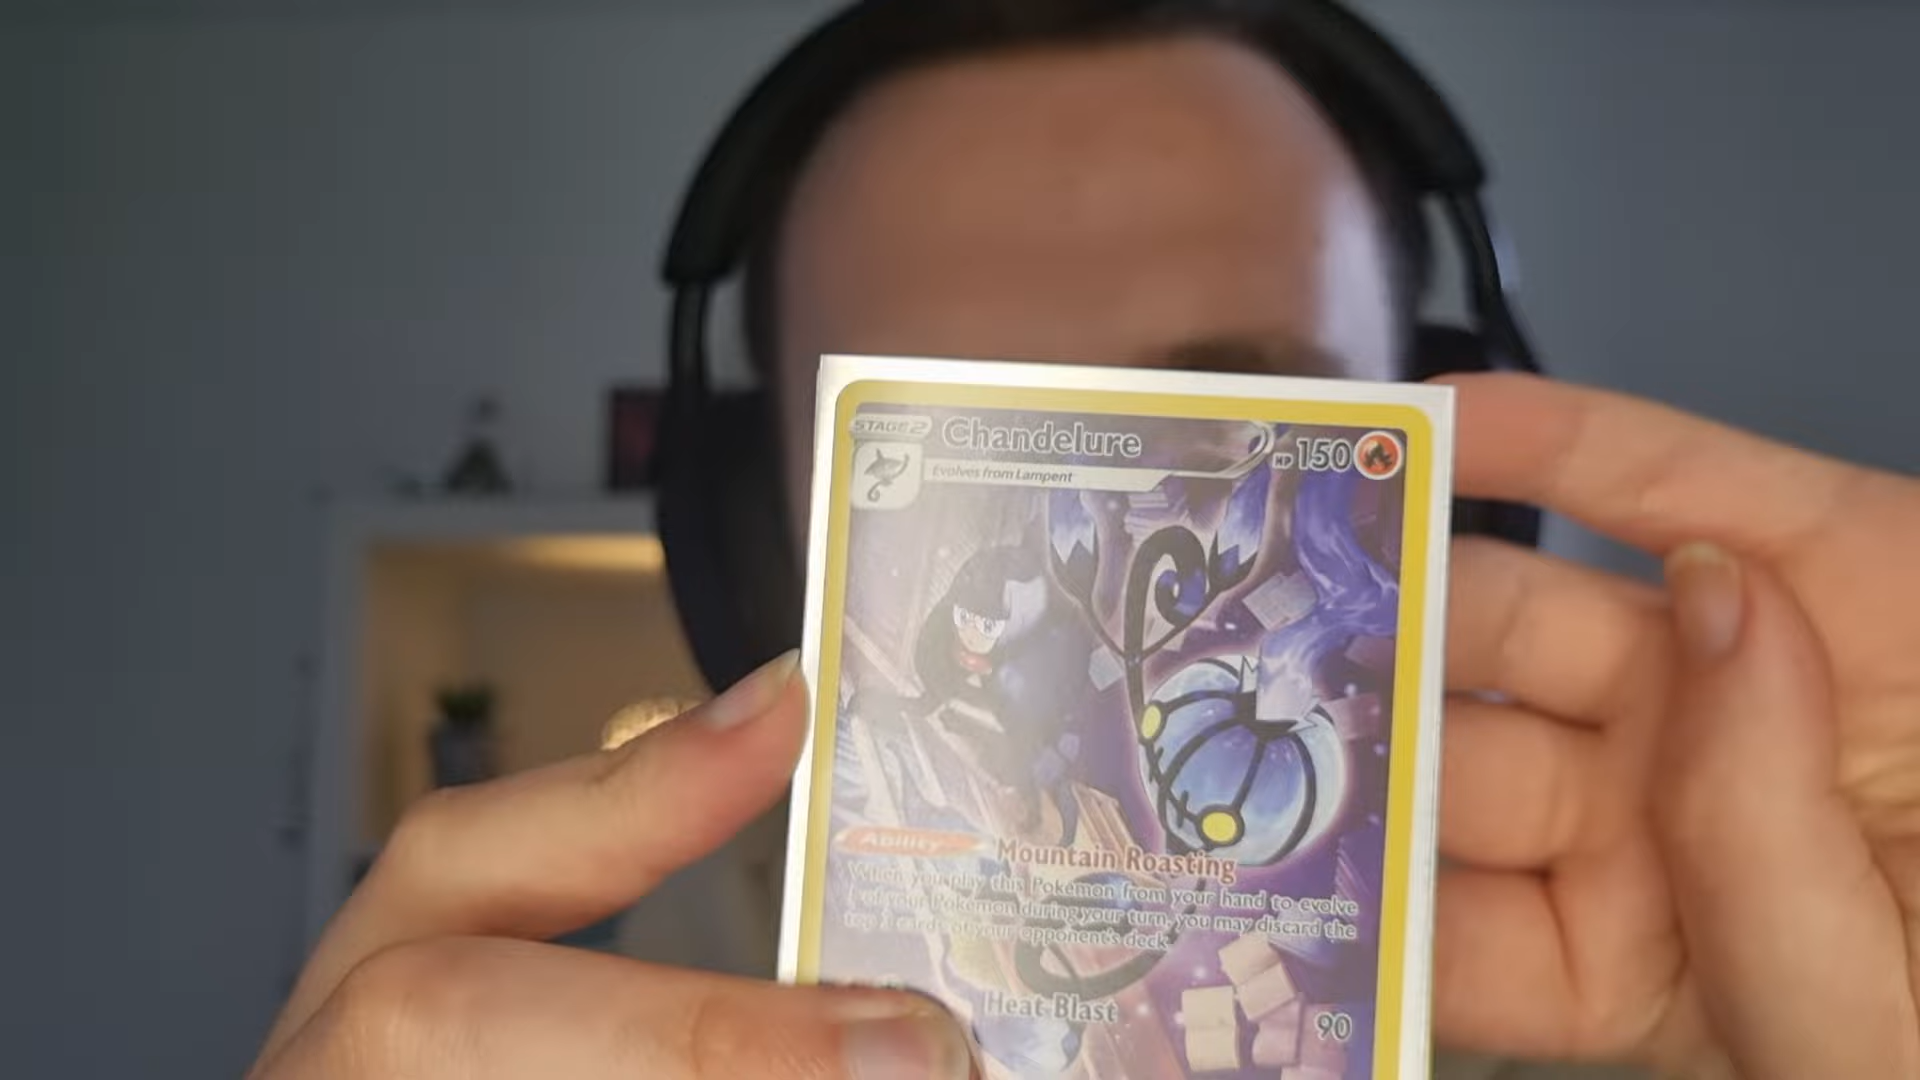 STAGE 2
Chandelure
HP 150
Evolves from Lampent
Ability
Mountain Roasting
When you play this Pokémon from your hand to evolve
of your Pokémon during your turn, you may discard the
top 3 cards of your opponent's deck.
Heat Blast
90